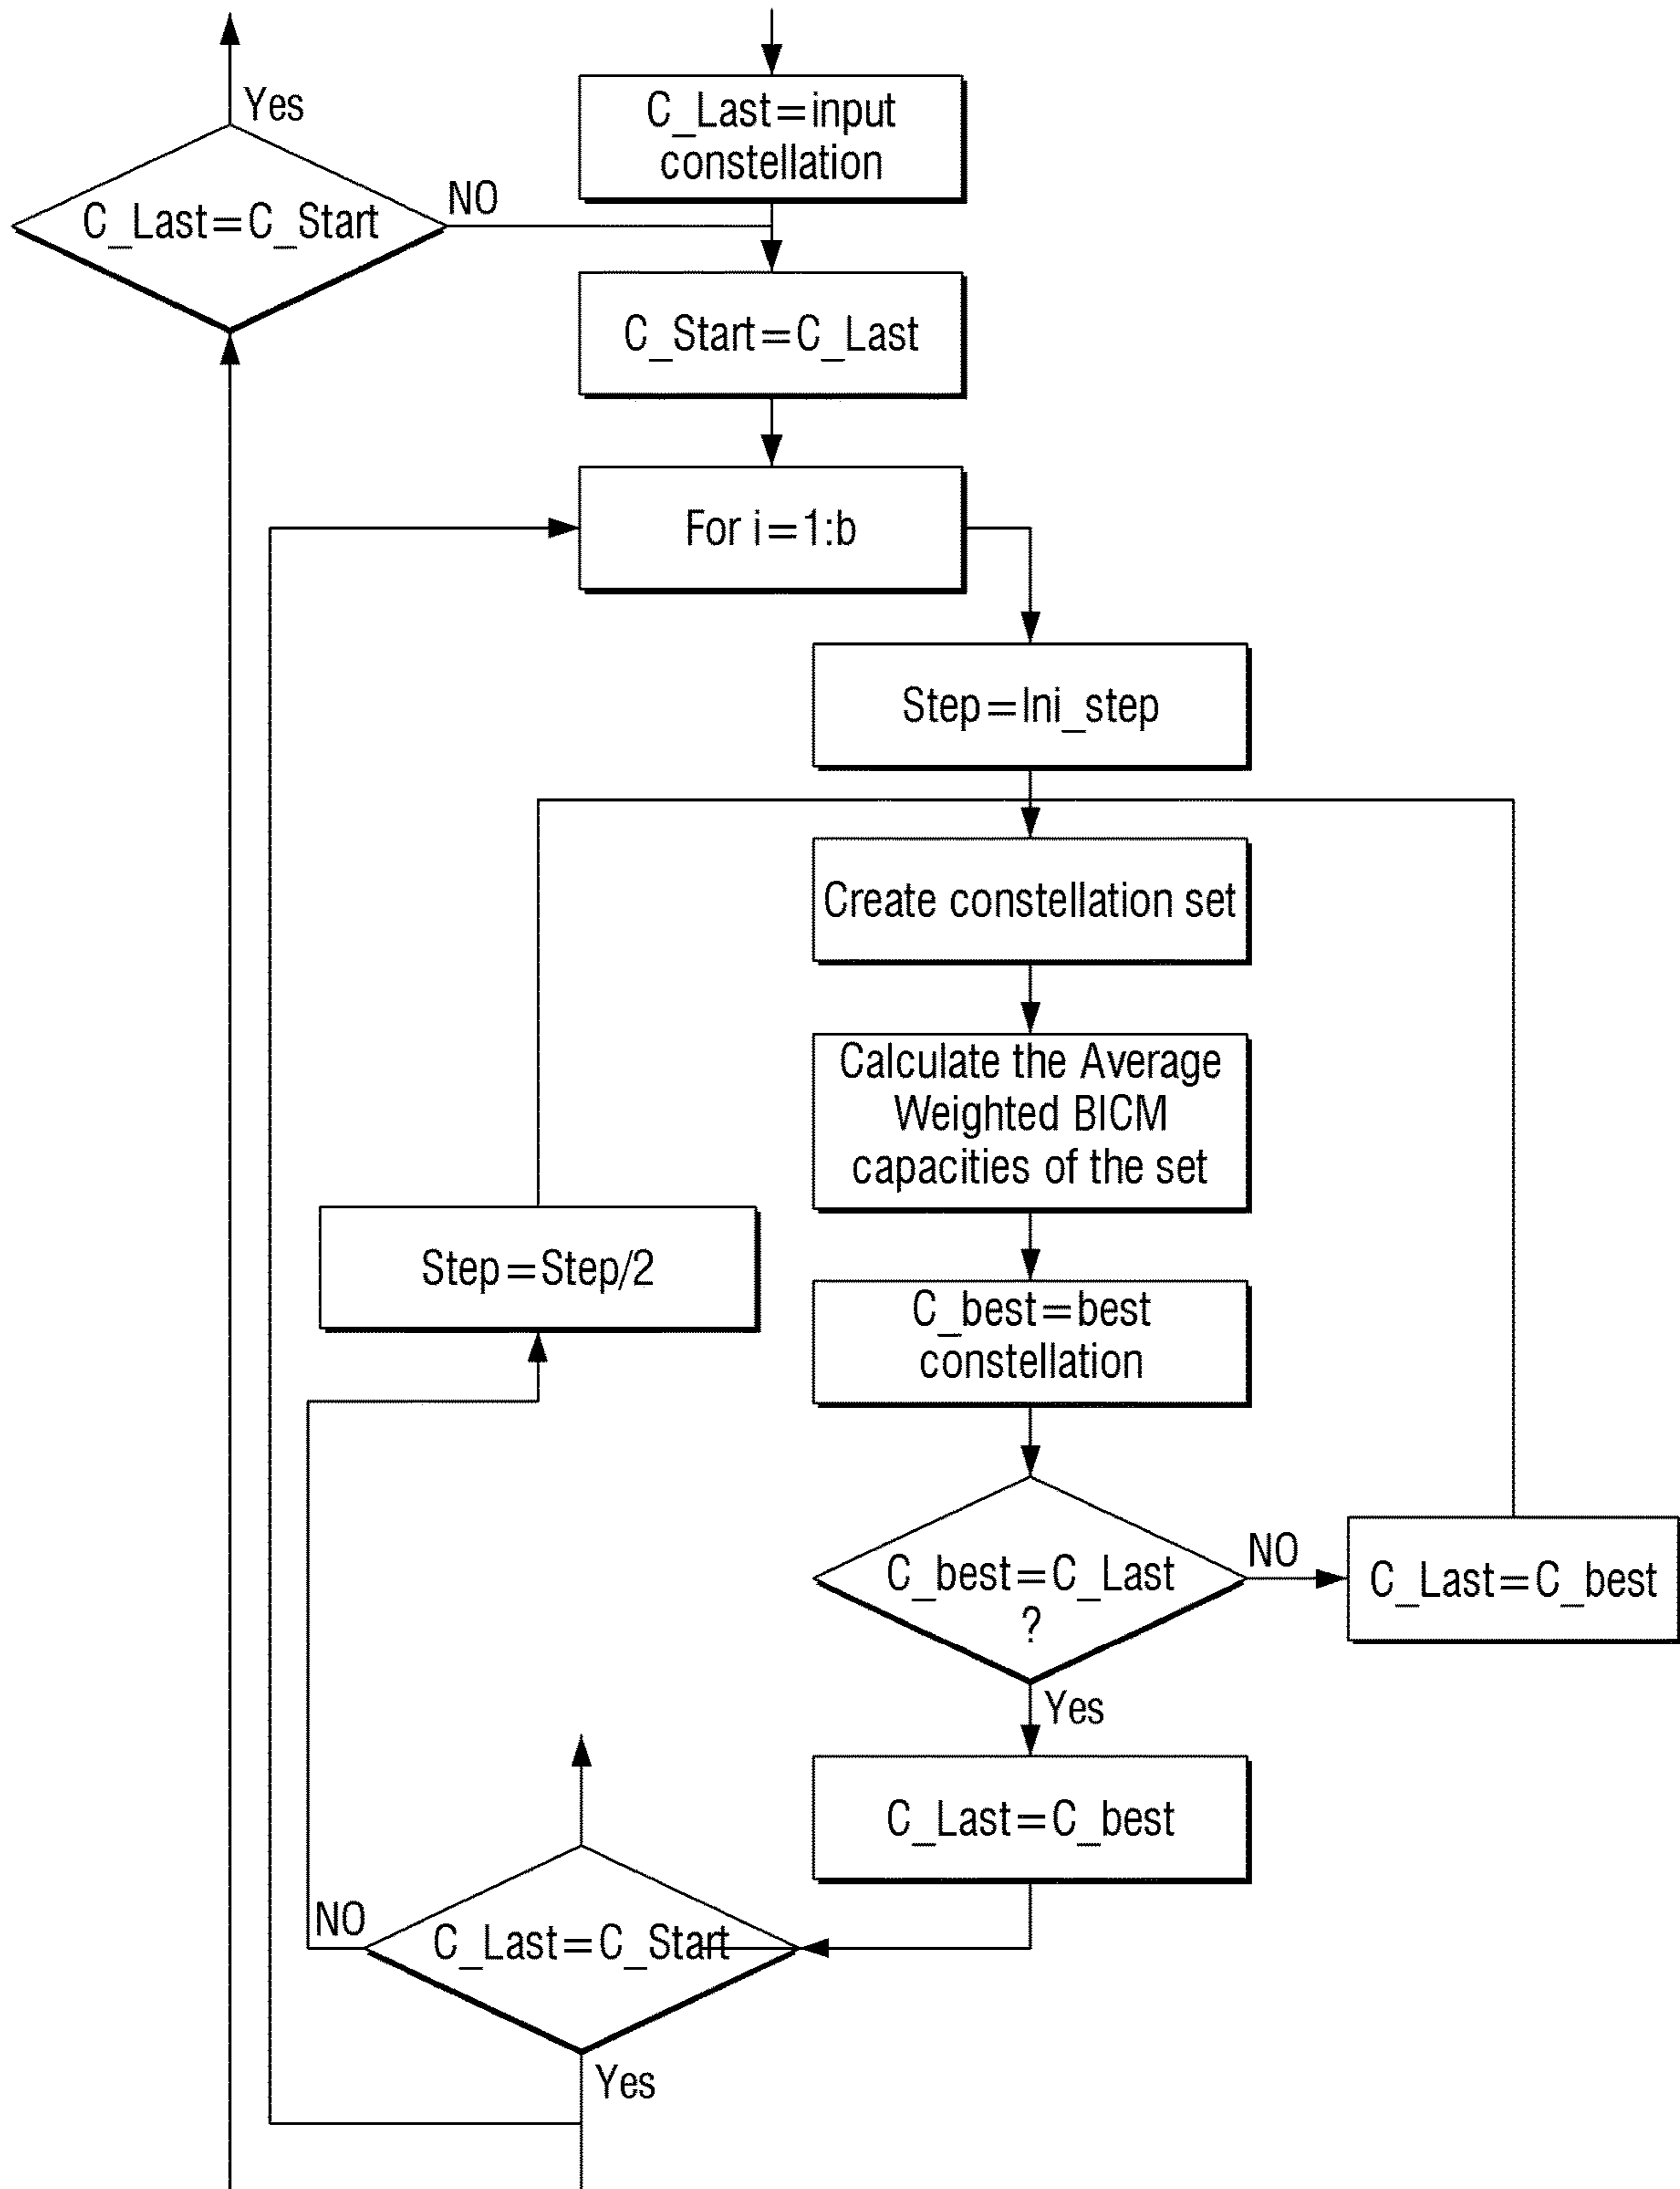 Yes
C_Last=input
constellation
C_Last=C_Start
NO
C_Start=C_Last
For i=1:b
Step=Ini_step
Create constellation set
Calculate the Average
Weighted BICM
capacities of the set
Step=Step/2
C_best=best
constellation
C_best=C_Last
?
NO
C_Last=C_best
Yes
C_Last=C_best
NO
C_Last=C_Start
Yes